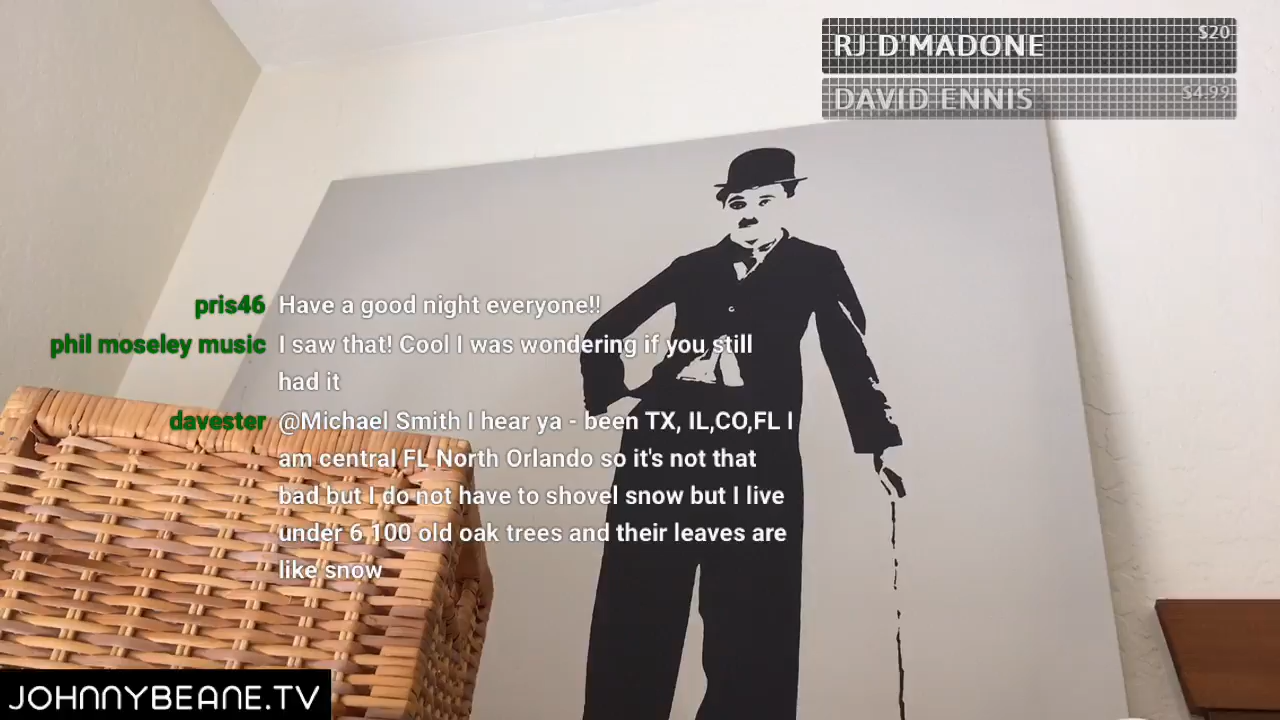 RJ D'MADONE $20
DAVID ENNIS $4.99
pris46 Have a good night everyone!!
phil moseley music I saw that! Cool I was wondering if you still
had it
davester @Michael Smith I hear ya - been TX, IL,CO,FL I
am central FL North Orlando so it's not that
bad but I do not have to shovel snow but I live
under 6 100 old oak trees and their leaves are
like snow
JOHNNYBEANE.TV